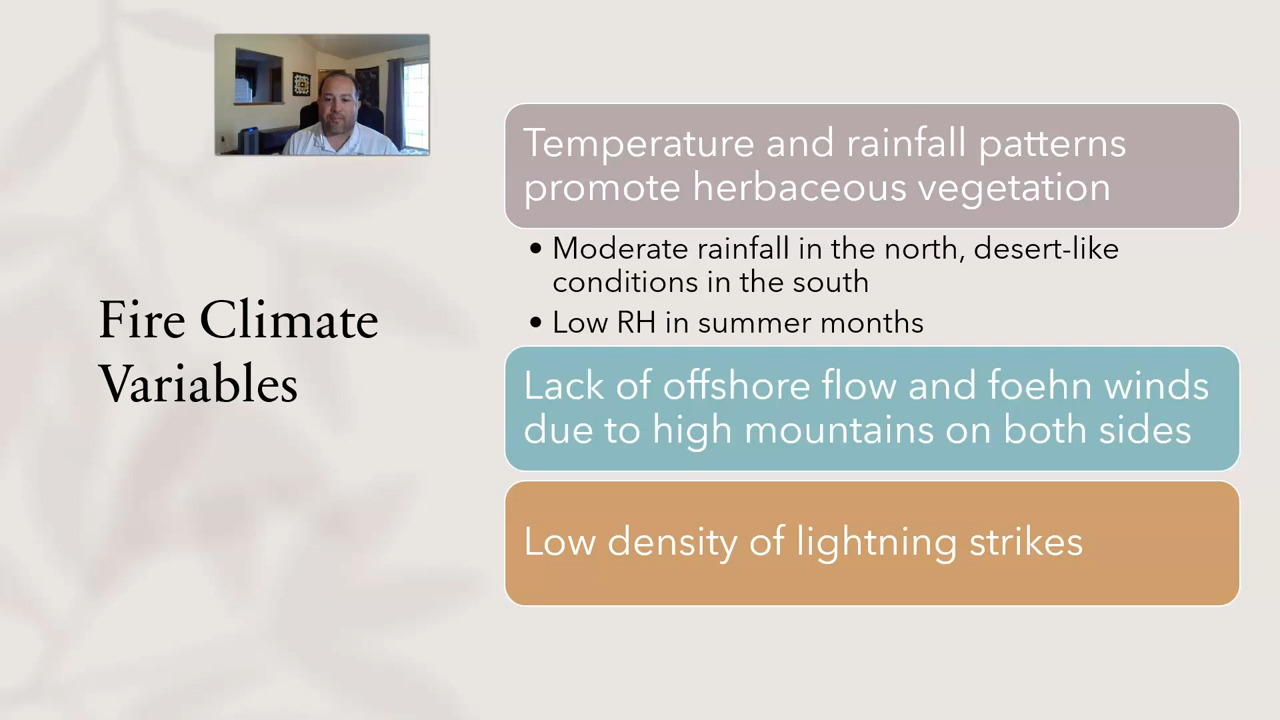 Fire Climate
Variables
Temperature and rainfall patterns
promote herbaceous vegetation
• Moderate rainfall in the north, desert-like
conditions in the south
• Low RH in summer months
Lack of offshore flow and foehn winds
due to high mountains on both sides
Low density of lightning strikes